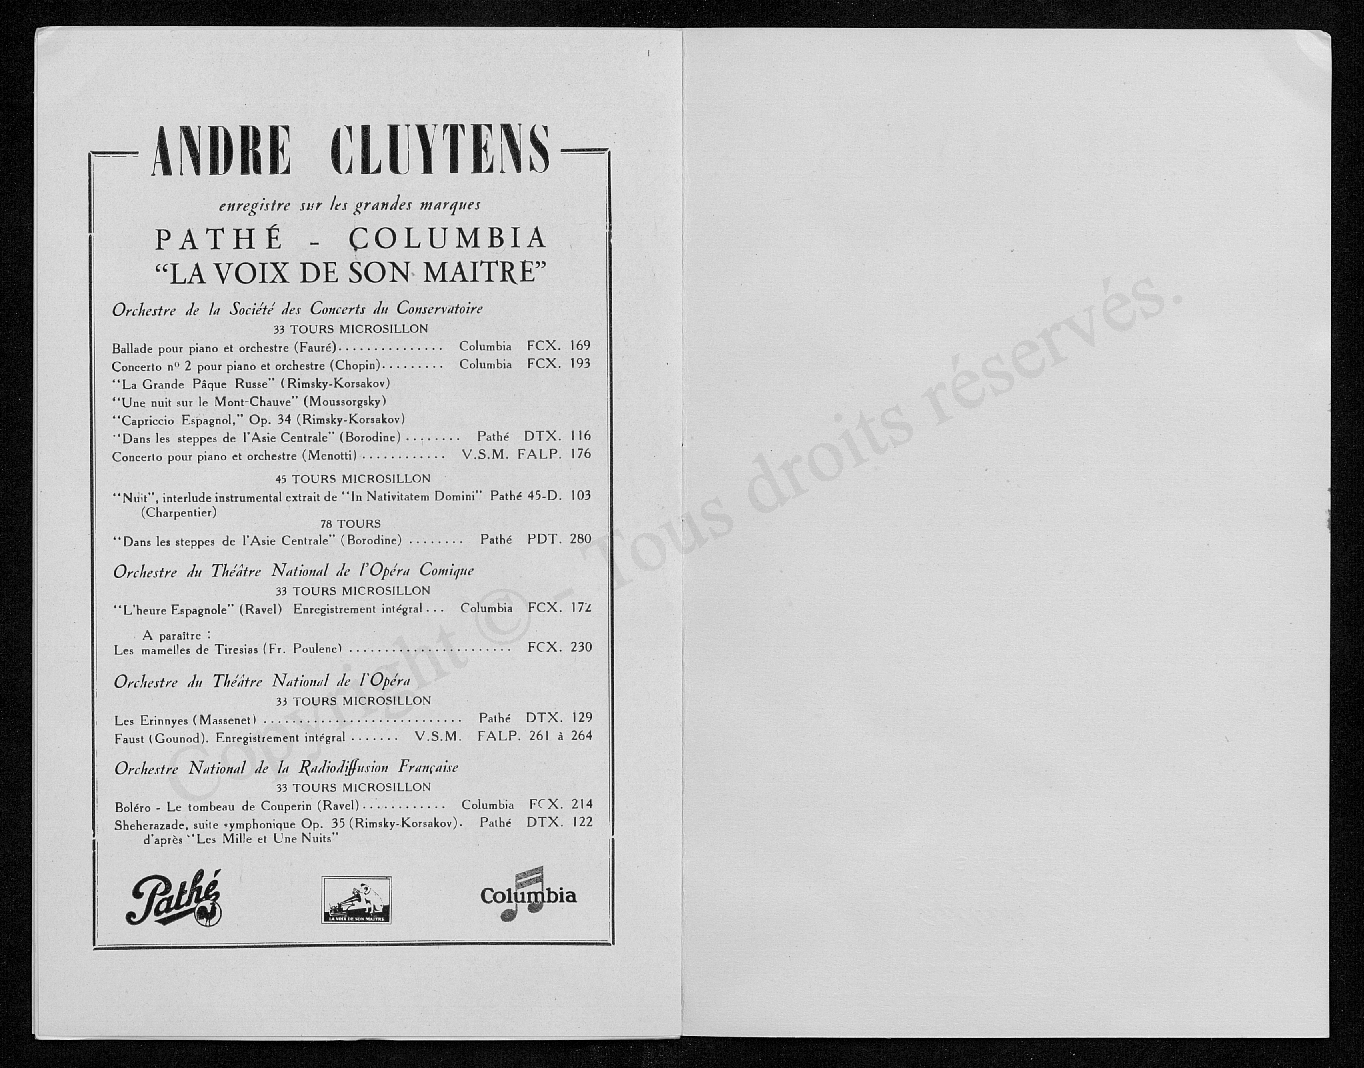 ANDRE CLUYTENS
enregistre sur les grandes marques
PATHÉ - COLUMBIA
“LA VOIX DE SON MAITRE”
Orchestre de la Société des Concerts du Conservatoire
33 TOURS MICROSILLON
Ballade pour piano et orchestre (Fauré)............... Columbia FCX. 169
Concerto nº 2 pour piano et orchestre (Chopin)......... Columbia FCX. 193
“La Grande Pâque Russe” (Rimsky-Korsakov)
“Une nuit sur le Mont-Chauve” (Moussorgsky)
“Capriccio Espagnol,” Op. 34 (Rimsky-Korsakov)
“Dans les steppes de l'Asie Centrale” (Borodine) ........ Pathé DTX. 116
Concerto pour piano et orchestre (Menotti) ............ V.S.M. FALP. 176
45 TOURS MICROSILLON
“Nuit”, interlude instrumental extrait de “In Nativitatem Domini” Pathé 45-D. 103
(Charpentier)
78 TOURS
“Dans les steppes de l'Asie Centrale” (Borodine) ........ Pathé PDT. 280
Orchestre du Théâtre National de l'Opéra Comique
33 TOURS MICROSILLON
“L'heure Espagnole” (Ravel) Enregistrement intégral... Columbia FCX. 172
A paraître :
Les mamelles de Tiresias (Fr. Poulenc) ....................... FCX. 230
Orchestre du Théâtre National de l'Opéra
33 TOURS MICROSILLON
Les Erinnyes (Massenet) ............................ Pathé DTX. 129
Faust (Gounod). Enregistrement intégral ....... V.S.M. FALP. 261 à 264
Orchestre National de la Radiodiffusion Française
33 TOURS MICROSILLON
Boléro - Le tombeau de Couperin (Ravel)............ Columbia FCX. 214
Sheherazade, suite symphonique Op. 35 (Rimsky-Korsakov). Pathé DTX. 122
d'après “Les Mille et Une Nuits”
Pathé
LA VOIX DE SON MAITRE
Columbia
Copyright © - Tous droits réservés.